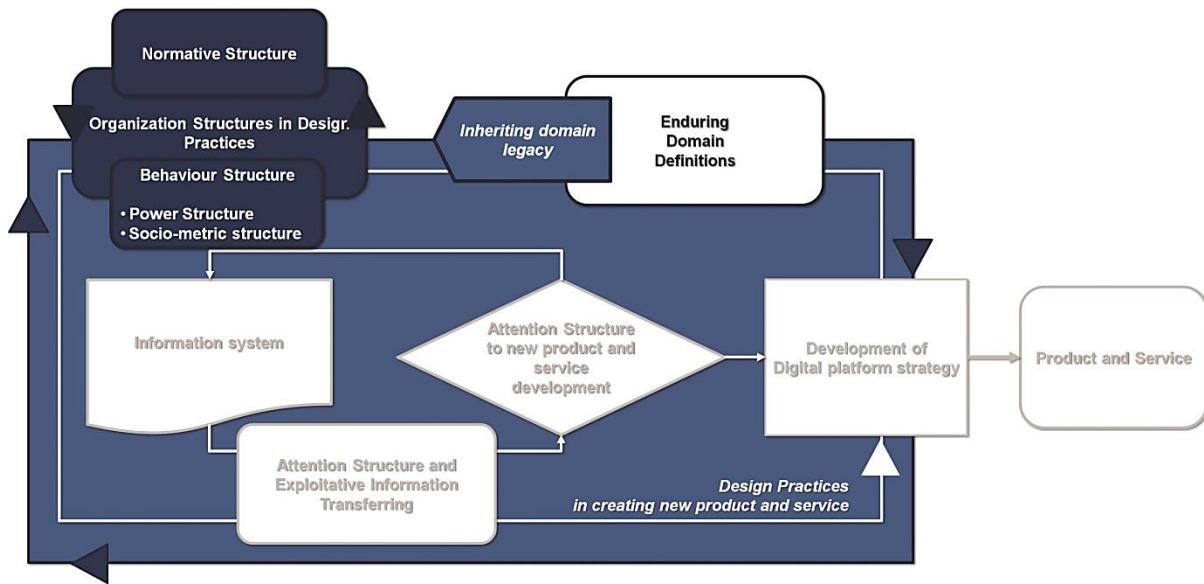 Normative Structure
Organization Structures in Design.
Practices
Behaviour Structure
• Power Structure
• Socio-metric structure
Inheriting domain
legacy
Enduring
Domain
Definitions
Information system
Attention Structure
to new product and
service
development
Development of
Digital platform strategy
Product and Service
Attention Structure and
Exploitative Information
Transferring
Design Practices
in creating new product and service